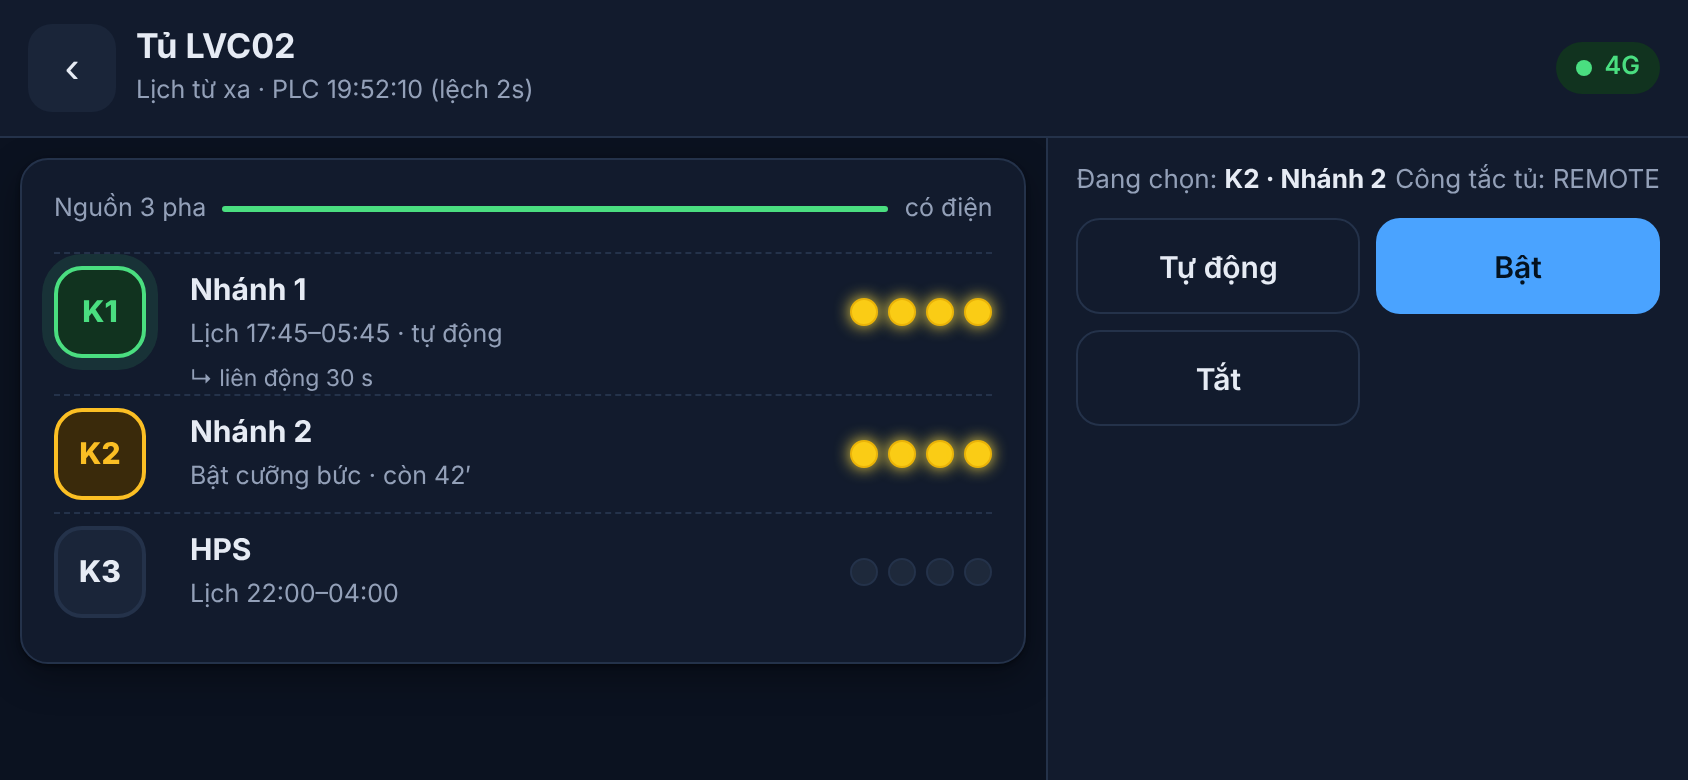 ‹
Tủ LVC02
Lịch từ xa · PLC 19:52:10 (lệch 2s)
4G
Nguồn 3 pha
có điện
K1
Nhánh 1
Lịch 17:45–05:45 · tự động
↳ liên động 30 s
K2
Nhánh 2
Bật cưỡng bức · còn 42′
K3
HPS
Lịch 22:00–04:00
Đang chọn: K2 · Nhánh 2 Công tắc tủ: REMOTE
Tự động
Bật
Tắt